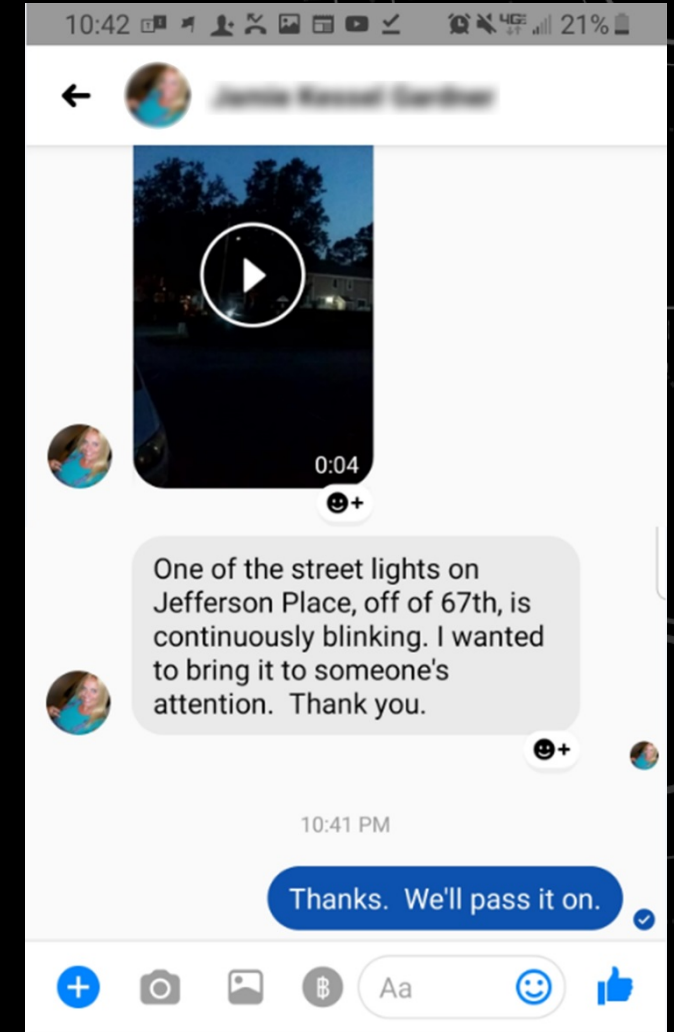 10:42 4GE 21%
0:04
One of the street lights on
Jefferson Place, off of 67th, is
continuously blinking. I wanted
to bring it to someone's
attention.  Thank you.
10:41 PM
Thanks.  We'll pass it on.
Aa